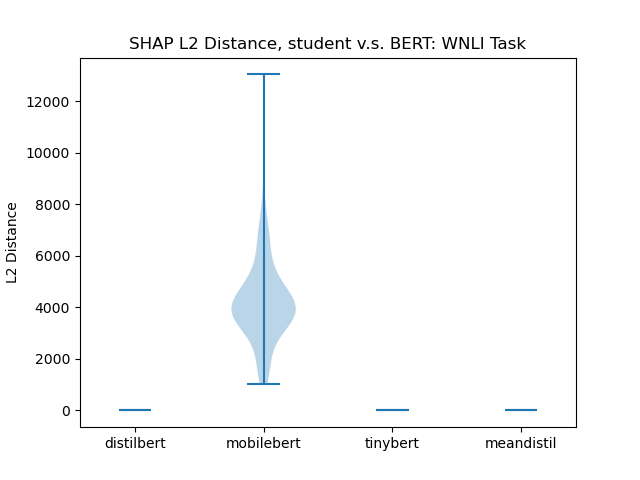 SHAP L2 Distance, student v.s. BERT: WNLI Task
L2 Distance
12000
10000
8000
6000
4000
2000
0
distilbert
mobilebert
tinybert
meandistil